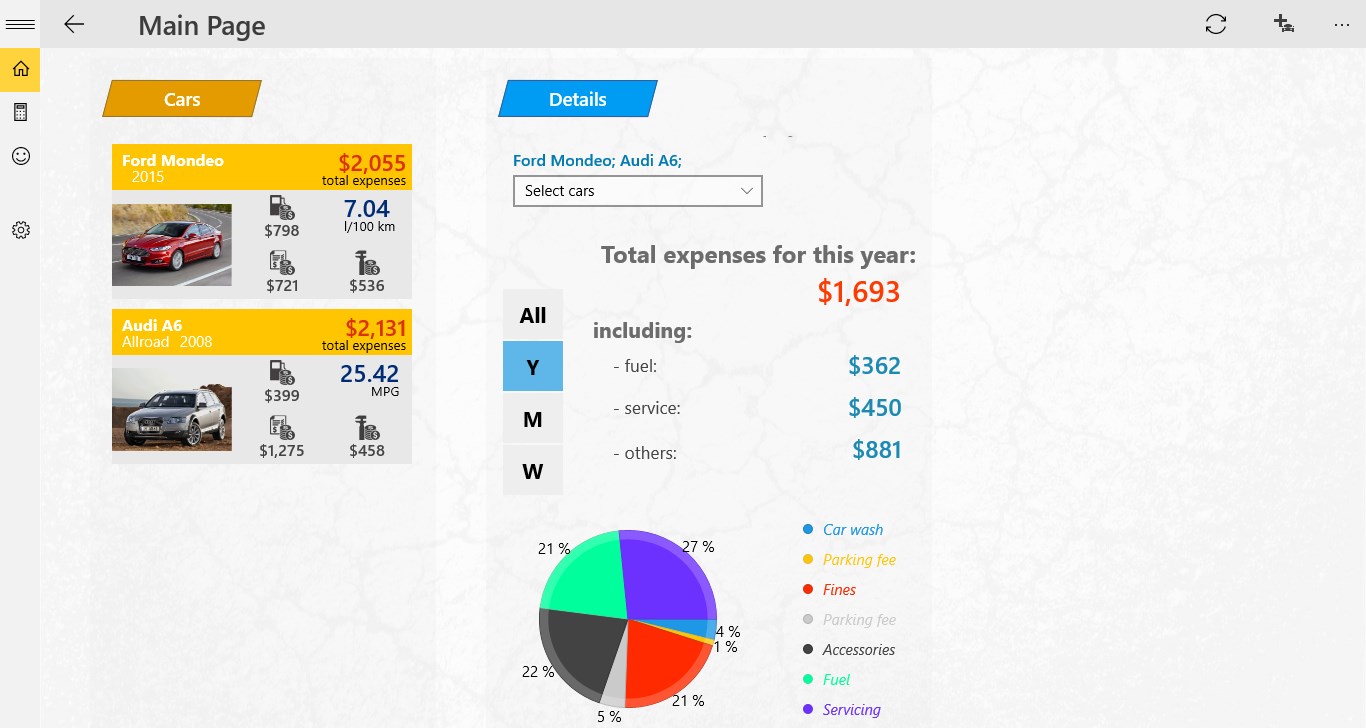 Main Page
Cars
Ford Mondeo
2015
$2,055
total expenses
$798
7.04
l/100 km
$721
$536
Audi A6
Allroad 2008
$2,131
total expenses
$399
25.42
MPG
$1,275
$458
Details
Ford Mondeo; Audi A6;
Select cars
Total expenses for this year:
$1,693
All
Y
M
W
including:
- fuel: $362
- service: $450
- others: $881
21 %
27 %
4 %
1 %
22 %
21 %
5 %
Car wash
Parking fee
Fines
Parking fee
Accessories
Fuel
Servicing